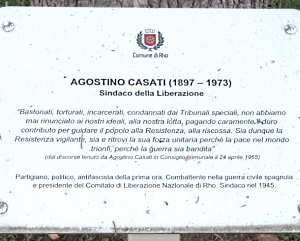 Comune di Rho
AGOSTINO CASATI (1897 – 1973)
Sindaco della Liberazione
"Bastonati, torturati, incarcerati, condannati dai Tribunali speciali, non abbiamo
mai rinunciato ai nostri ideali, alla nostra lotta, pagando caramente il duro
contributo per guidare il popolo alla Resistenza, alla riscossa. Sia dunque la
Resistenza vigilante, sia e ritrovi la sua forza unitaria perché la pace nel mondo
trionfi, perché la guerra sia bandita"
(dal discorso tenuto da Agostino Casati in Consiglio comunale il 24 aprile 1965)
Partigiano, politico, antifascista della prima ora. Combattente nella guerra civile spagnola
e presidente del Comitato di Liberazione Nazionale di Rho. Sindaco nel 1945.